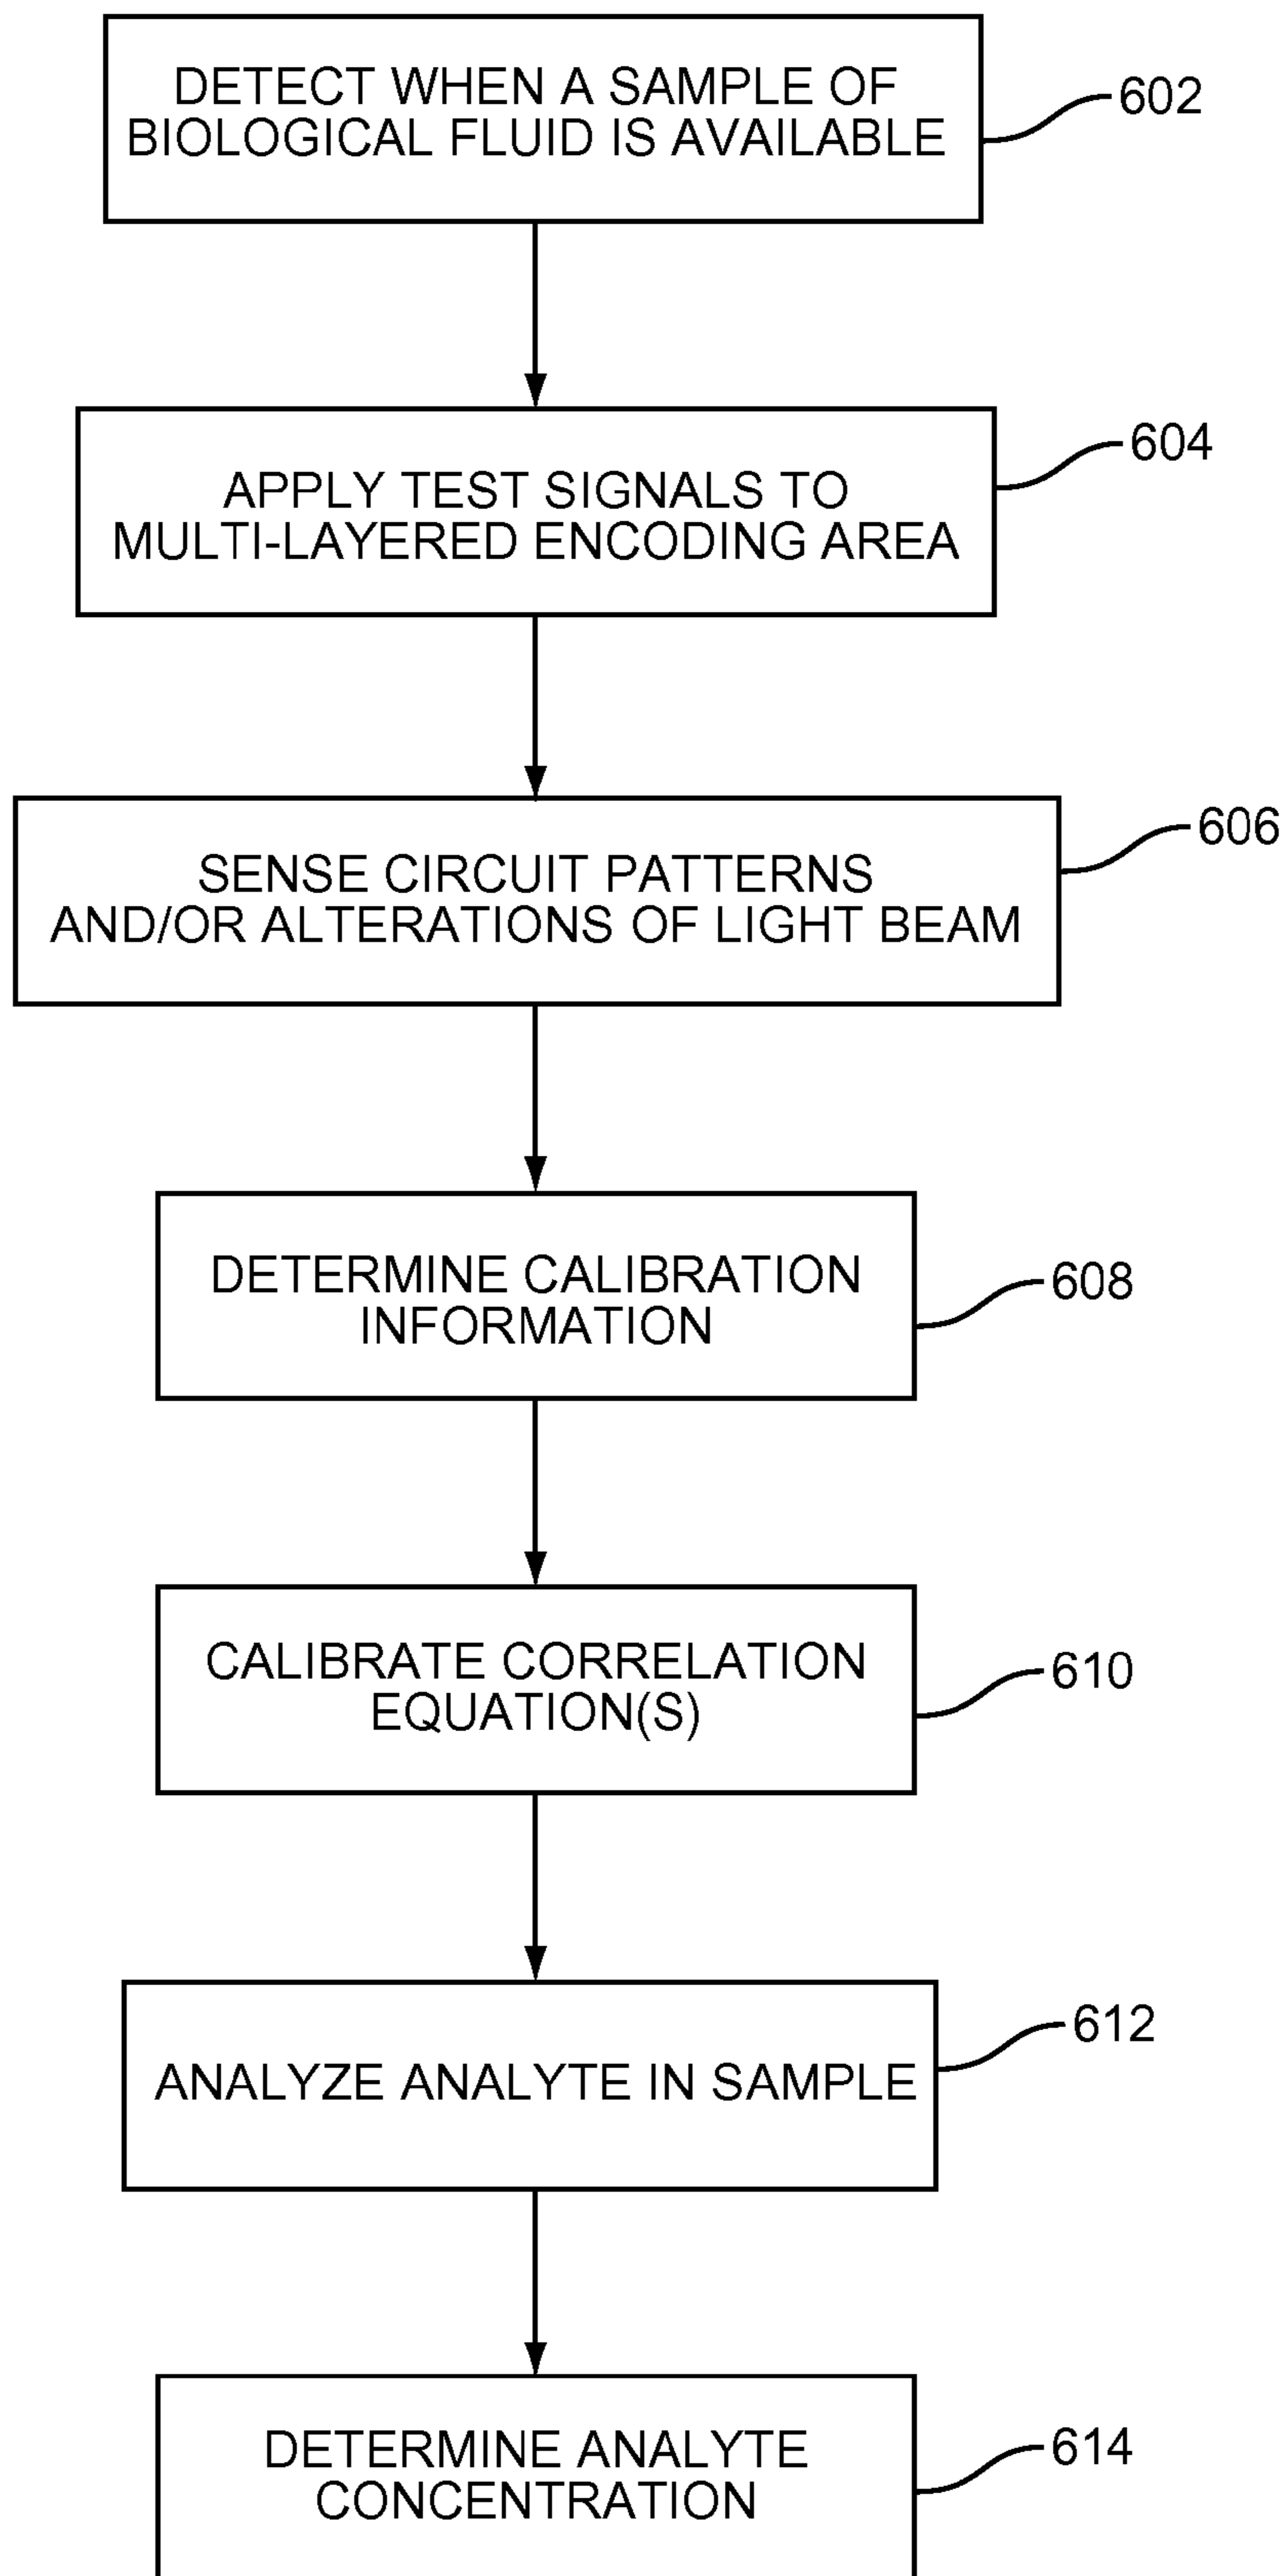 DETECT WHEN A SAMPLE OF
BIOLOGICAL FLUID IS AVAILABLE
602
APPLY TEST SIGNALS TO
MULTI-LAYERED ENCODING AREA
604
SENSE CIRCUIT PATTERNS
AND/OR ALTERATIONS OF LIGHT BEAM
606
DETERMINE CALIBRATION
INFORMATION
608
CALIBRATE CORRELATION
EQUATION(S)
610
ANALYZE ANALYTE IN SAMPLE
612
DETERMINE ANALYTE
CONCENTRATION
614